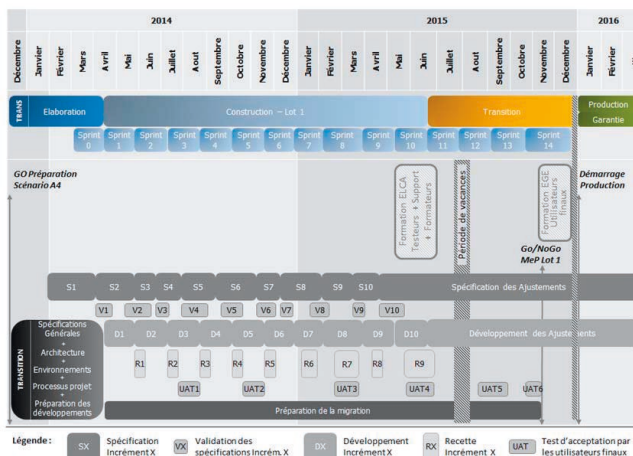 2014 2015 2016
Décembre Janvier Février Mars Avril Mai Juin Juillet Aout Septembre Octobre Novembre Décembre Janvier Février Mars Avril Mai Juin Juillet Août Septembre Octobre Novembre Décembre Janvier Février
TRANS Elaboration Construction – Lot 1 Transition Production
Garantie
Sprint 0 Sprint 1 Sprint 2 Sprint 3 Sprint 4 Sprint 5 Sprint 6 Sprint 7 Sprint 8 Sprint 9 Sprint 10 Sprint 11 Sprint 12 Sprint 13 Sprint 14
GO Préparation
Scénario A4
Formation ELCA
Testeurs + Support
+ Formateurs
Période de vacances
Formation EGE
Utilisateurs
finaux
Démarrage
Production
Go/NoGo
MeP Lot 1
S1 S2 S3 S4 S5 S6 S7 S8 S9 S10 Spécification des Ajustements
V1 V2 V3 V4 V5 V6 V7 V8 V9 V10
TRANSITION
Spécifications
Générales
+
Architecture
+
Environnements
+
Processus projet
+
Préparation des
développements
D1 D2 D3 D4 D5 D6 D7 D8 D9 D10 Développement des Ajustements
R1 R2 R3 R4 R5 R6 R7 R8 R9
UAT1 UAT2 UAT3 UAT4 UAT5 UAT6
Préparation de la migration
Légende :
SX Spécification
Incrément X
VX Validation des
spécifications Incrém. X
DX Développement
Incrément X
RX Recette
Incrément X
UAT Test d'acceptation par
les utilisateurs finaux